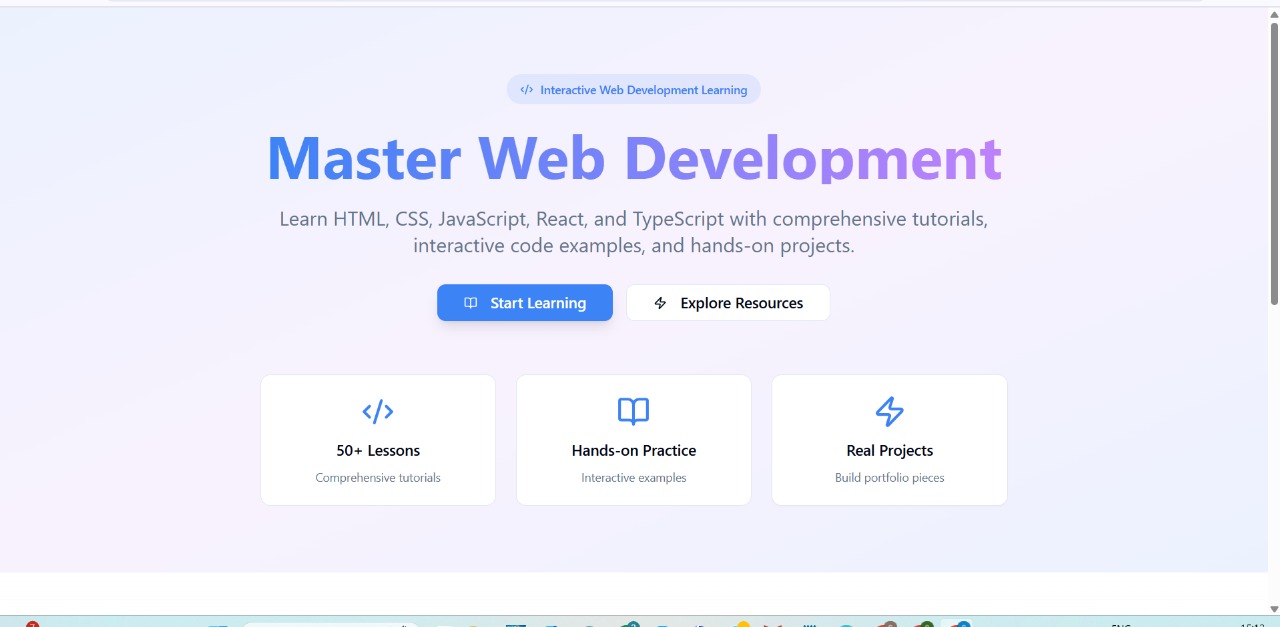 Interactive Web Development Learning
Master Web Development
Learn HTML, CSS, JavaScript, React, and TypeScript with comprehensive tutorials,
interactive code examples, and hands-on projects.
Start Learning
Explore Resources
50+ Lessons
Comprehensive tutorials
Hands-on Practice
Interactive examples
Real Projects
Build portfolio pieces